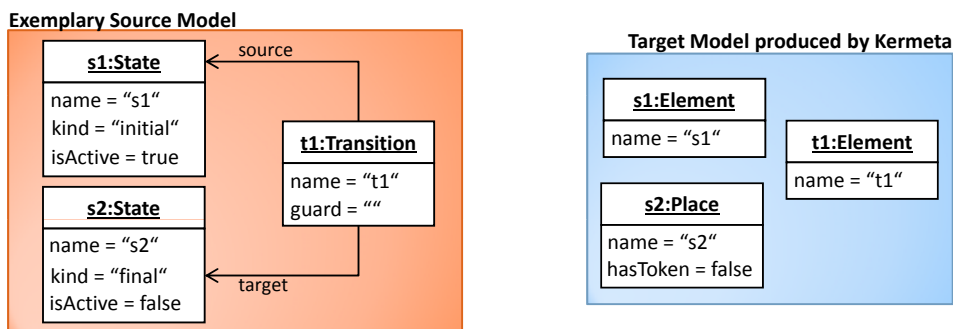 Exemplary Source Model
s1:State
name = “s1“
kind = “initial“
isActive = true
source
t1:Transition
name = “t1“
guard = ““
s2:State
name = “s2“
kind = “final“
isActive = false
target
Target Model produced by Kermeta
s1:Element
name = “s1“
t1:Element
name = “t1“
s2:Place
name = “s2“
hasToken = false